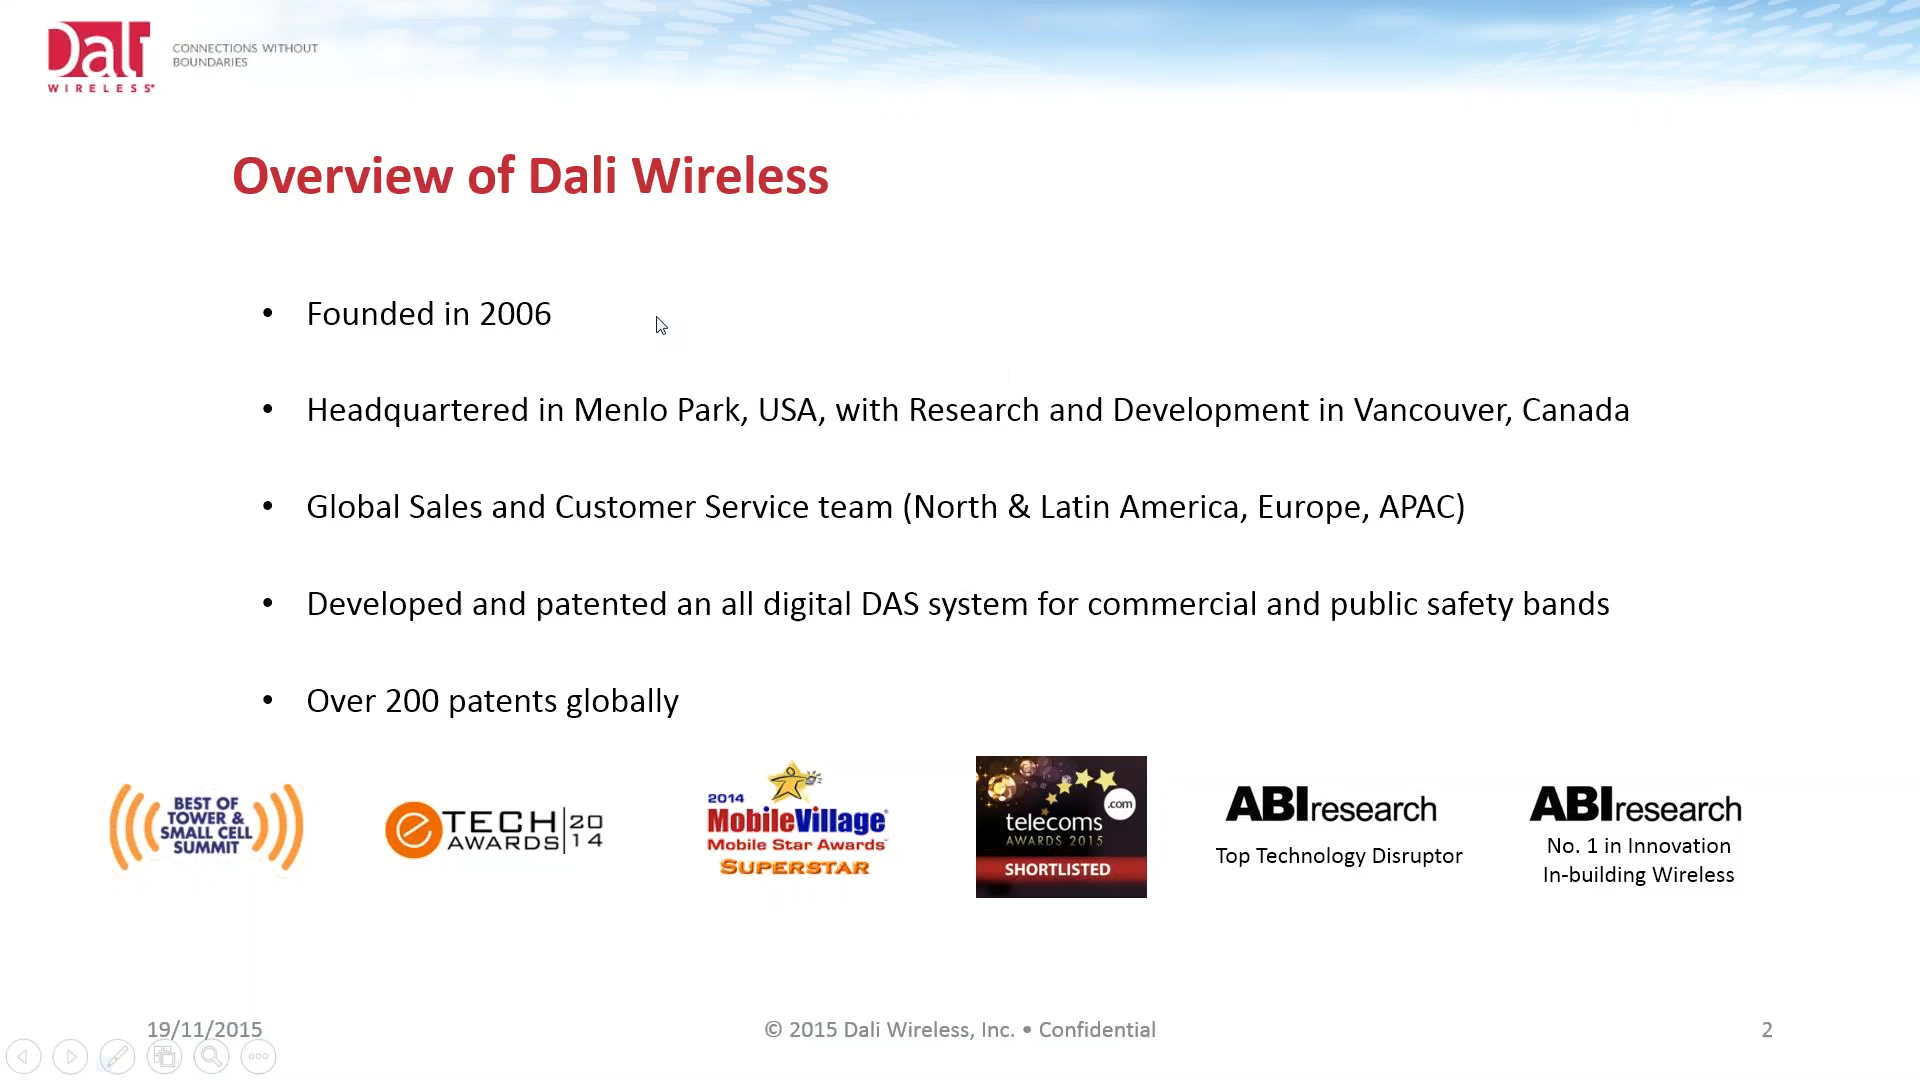 Dali
WIRELESS
CONNECTIONS WITHOUT
BOUNDARIES
Overview of Dali Wireless
• Founded in 2006
• Headquartered in Menlo Park, USA, with Research and Development in Vancouver, Canada
• Global Sales and Customer Service team (North & Latin America, Europe, APAC)
• Developed and patented an all digital DAS system for commercial and public safety bands
• Over 200 patents globally
BEST OF
TOWER &
SMALL CELL
SUMMIT
e TECH 20
AWARDS 14
2014
MobileVillage
Mobile Star Awards
SUPERSTAR
.com
telecoms
AWARDS 2015
SHORTLISTED
ABIresearch
Top Technology Disruptor
ABIresearch
No. 1 in Innovation
In-building Wireless
19/11/2015
© 2015 Dali Wireless, Inc. • Confidential
2